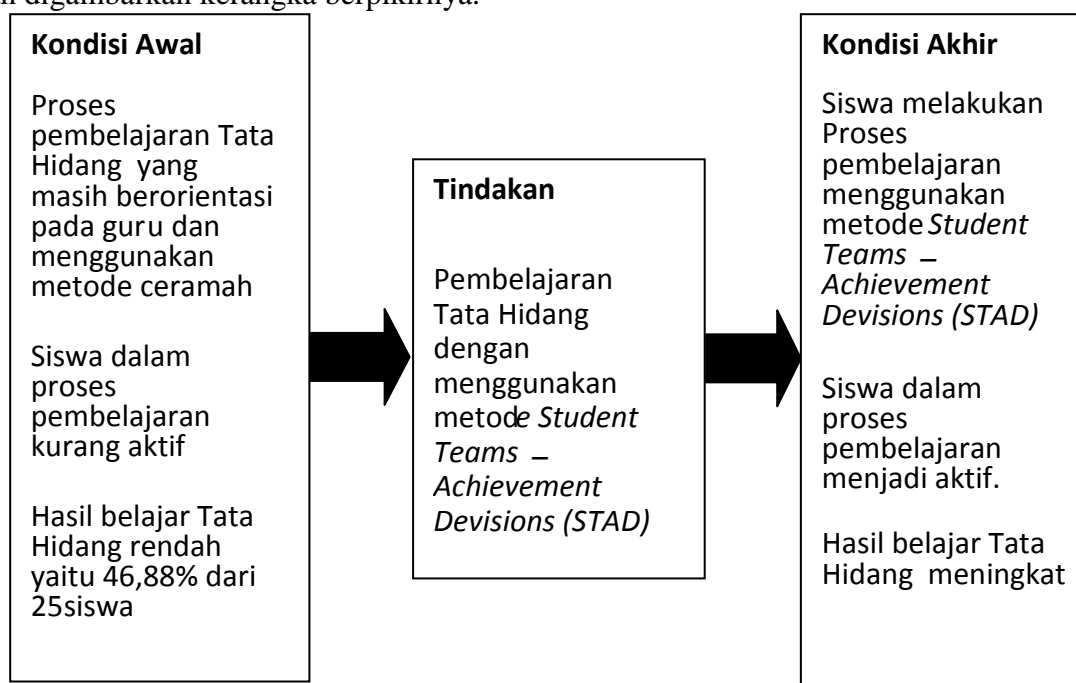 digambarkan kerangka berpikirnya.
Kondisi Awal
Proses
pembelajaran Tata
Hidang yang
masih berorientasi
pada guru dan
menggunakan
metode ceramah
Siswa dalam
proses
pembelajaran
kurang aktif
Hasil belajar Tata
Hidang rendah
yaitu 46,88% dari
25siswa
Tindakan
Pembelajaran
Tata Hidang
dengan
menggunakan
metode Student
Teams –
Achievement
Devisions (STAD)
Kondisi Akhir
Siswa melakukan
Proses
pembelajaran
menggunakan
metode Student
Teams –
Achievement
Devisions (STAD)
Siswa dalam
proses
pembelajaran
menjadi aktif.
Hasil belajar Tata
Hidang meningkat